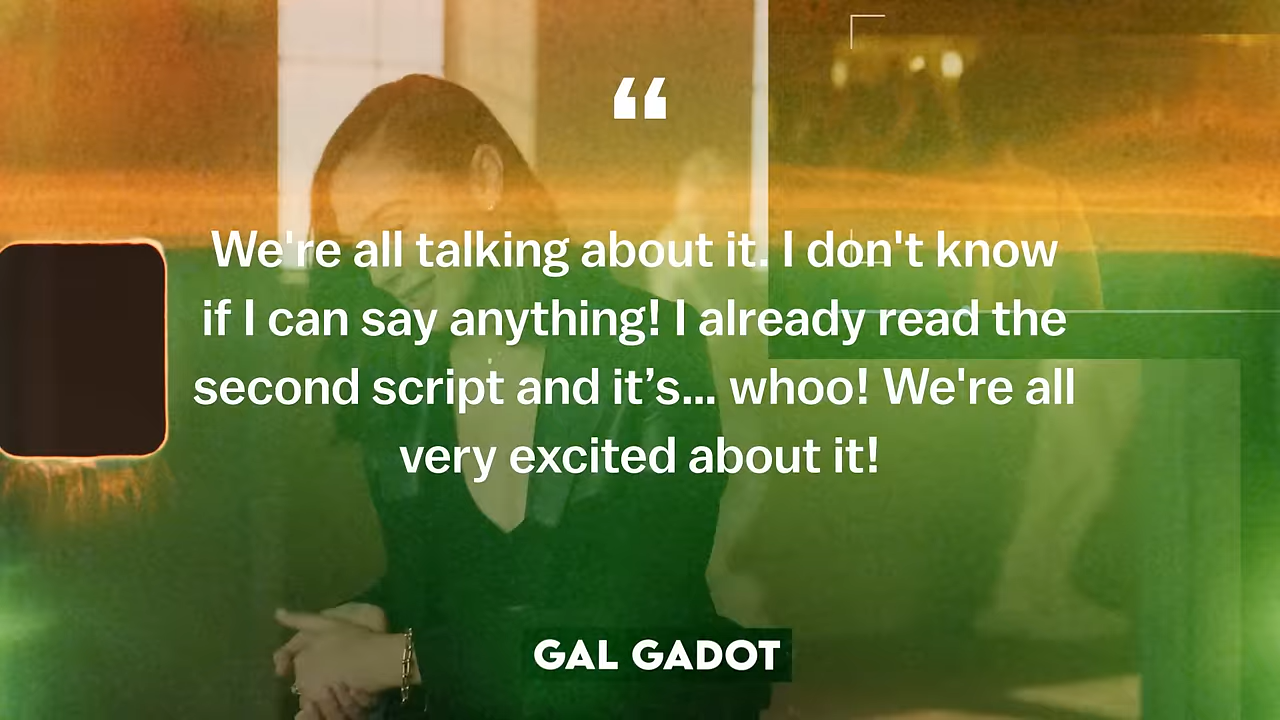 “
We're all talking about it. I don't know
if I can say anything! I already read the
second script and it’s... whoo! We're all
very excited about it!
GAL GADOT